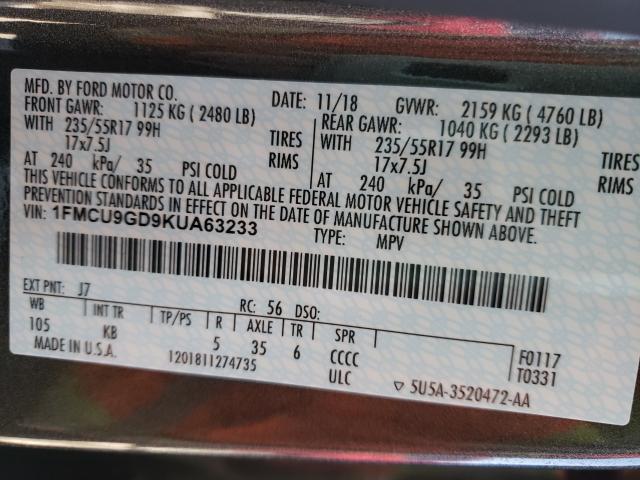 MFD. BY FORD MOTOR CO.
DATE: 11/18 GVWR: 2159 KG ( 4760 LB)
FRONT GAWR: 1125 KG ( 2480 LB)
REAR GAWR: 1040 KG ( 2293 LB)
WITH 235/55R17 99H TIRES
WITH 235/55R17 99H TIRES
17x7.5J RIMS
17x7.5J RIMS
AT 240 kPa/ 35 PSI COLD
AT 240 kPa/ 35 PSI COLD
THIS VEHICLE CONFORMS TO ALL APPLICABLE FEDERAL MOTOR VEHICLE SAFETY AND THEFT
PREVENTION STANDARDS IN EFFECT ON THE DATE OF MANUFACTURE SHOWN ABOVE.
VIN: 1FMCU9GD9KUA63233
TYPE: MPV
EXT PNT: J7 RC: 56 DSO:
WB INT TR TP/PS R AXLE TR SPR
105 KB 5 35 6 CCCC
F0117
T0331
MADE IN U.S.A. 1201811274735 ULC
▽ 5U5A-3520472-AA